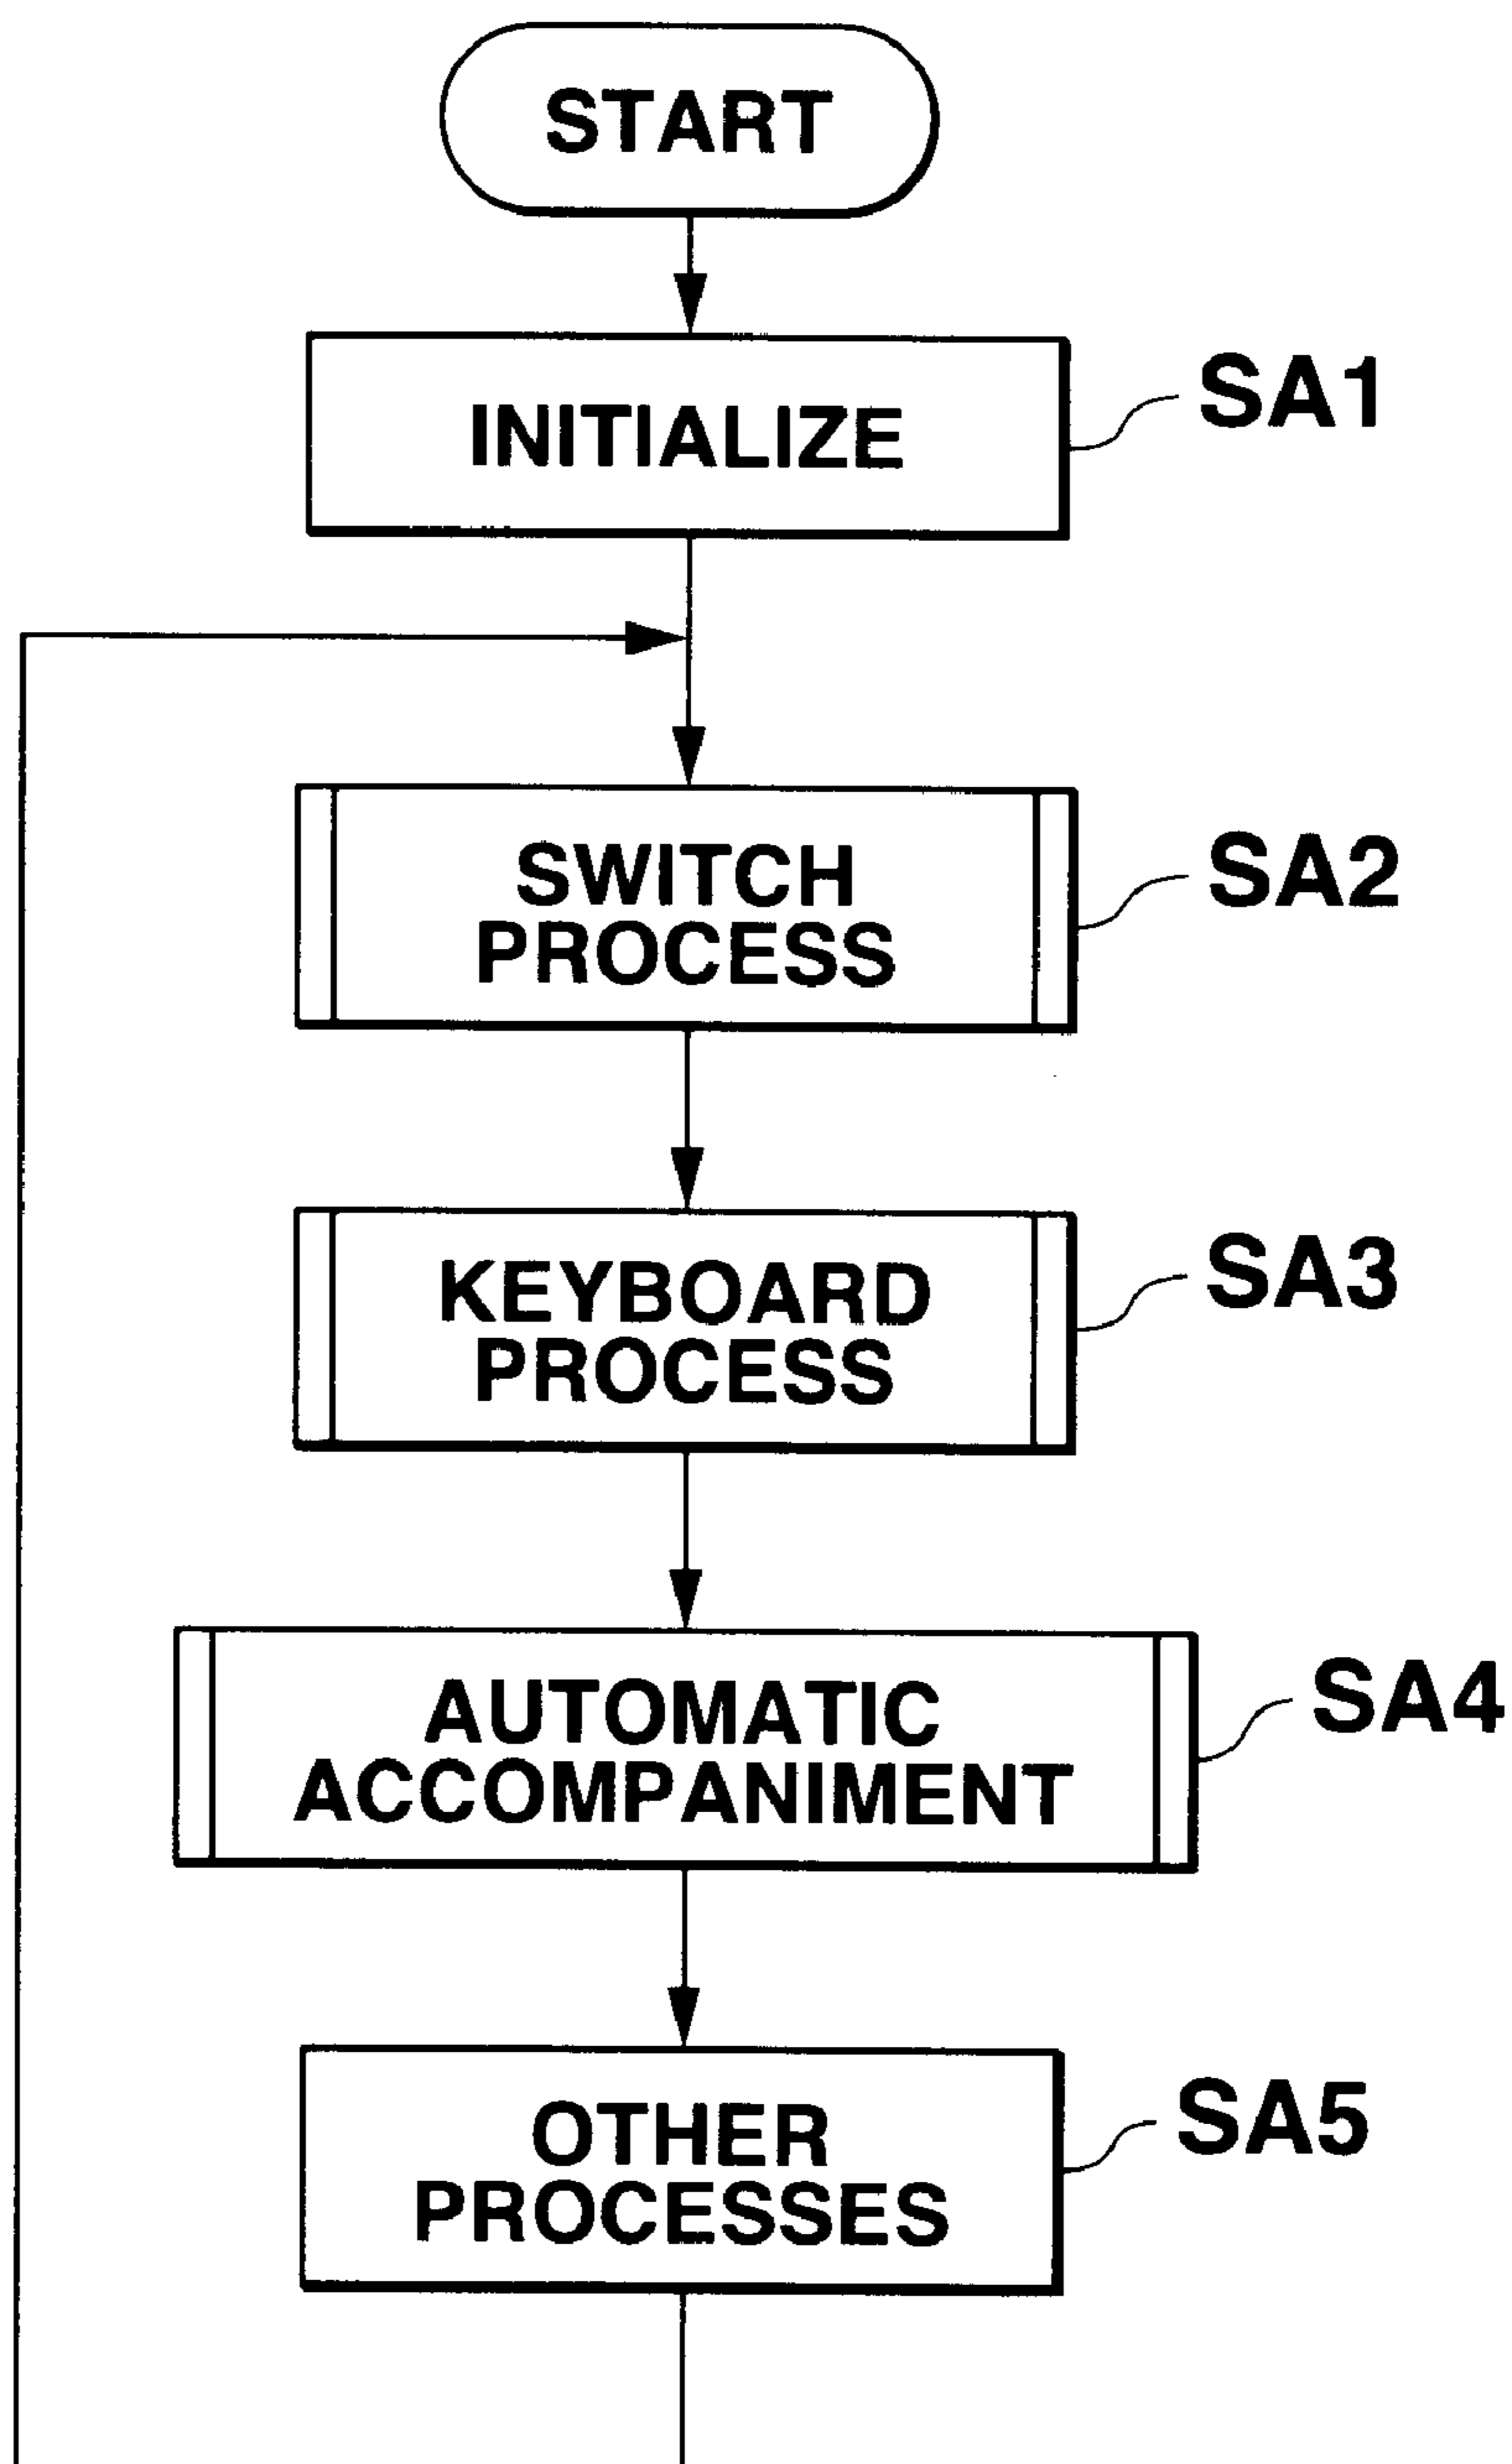 START
INITIALIZE
SA1
SWITCH
PROCESS
SA2
KEYBOARD
PROCESS
SA3
AUTOMATIC
ACCOMPANIMENT
SA4
OTHER
PROCESSES
SA5